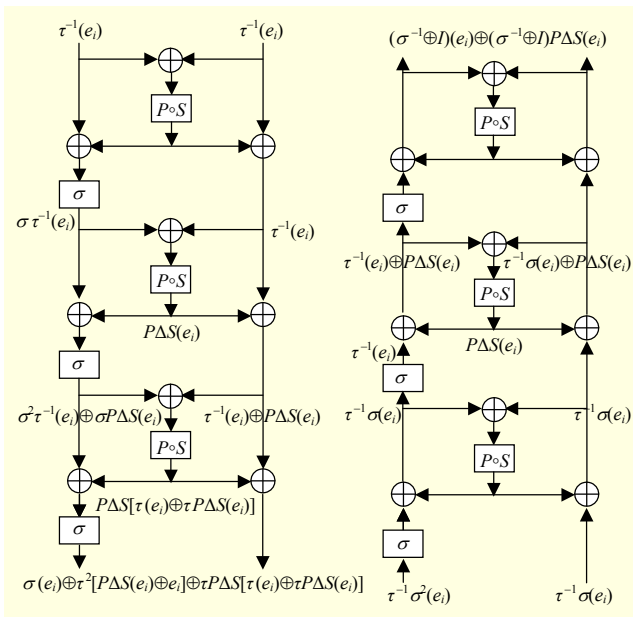 τ⁻¹(eᵢ) τ⁻¹(eᵢ)
P∘S
σ
σ τ⁻¹(eᵢ) τ⁻¹(eᵢ)
P∘S
PΔS(eᵢ)
σ
σ²τ⁻¹(eᵢ)⊕σPΔS(eᵢ) τ⁻¹(eᵢ)⊕PΔS(eᵢ)
P∘S
PΔS[τ(eᵢ)⊕τPΔS(eᵢ)]
σ
σ(eᵢ)⊕τ²[PΔS(eᵢ)⊕eᵢ]⊕τPΔS[τ(eᵢ)⊕τPΔS(eᵢ)]
(σ⁻¹⊕I)(eᵢ)⊕(σ⁻¹⊕I)PΔS(eᵢ)
P∘S
σ
τ⁻¹(eᵢ)⊕PΔS(eᵢ) τ⁻¹σ(eᵢ)⊕PΔS(eᵢ)
P∘S
PΔS(eᵢ)
τ⁻¹(eᵢ)
σ
τ⁻¹σ(eᵢ) τ⁻¹σ(eᵢ)
P∘S
σ
τ⁻¹σ²(eᵢ) τ⁻¹σ(eᵢ)